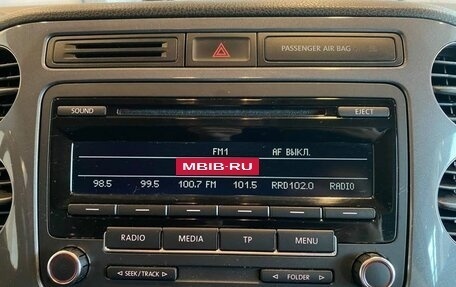 PASSENGER AIR BAG
SOUND
EJECT
FM1 AF ВЫКЛ.
MBIB-RU
98.5 99.5 100.7 FM 101.5 RRD102.0 RADIO
RADIO MEDIA TP MENU
◁ SEEK/TRACK ▷
◁ FOLDER ▷